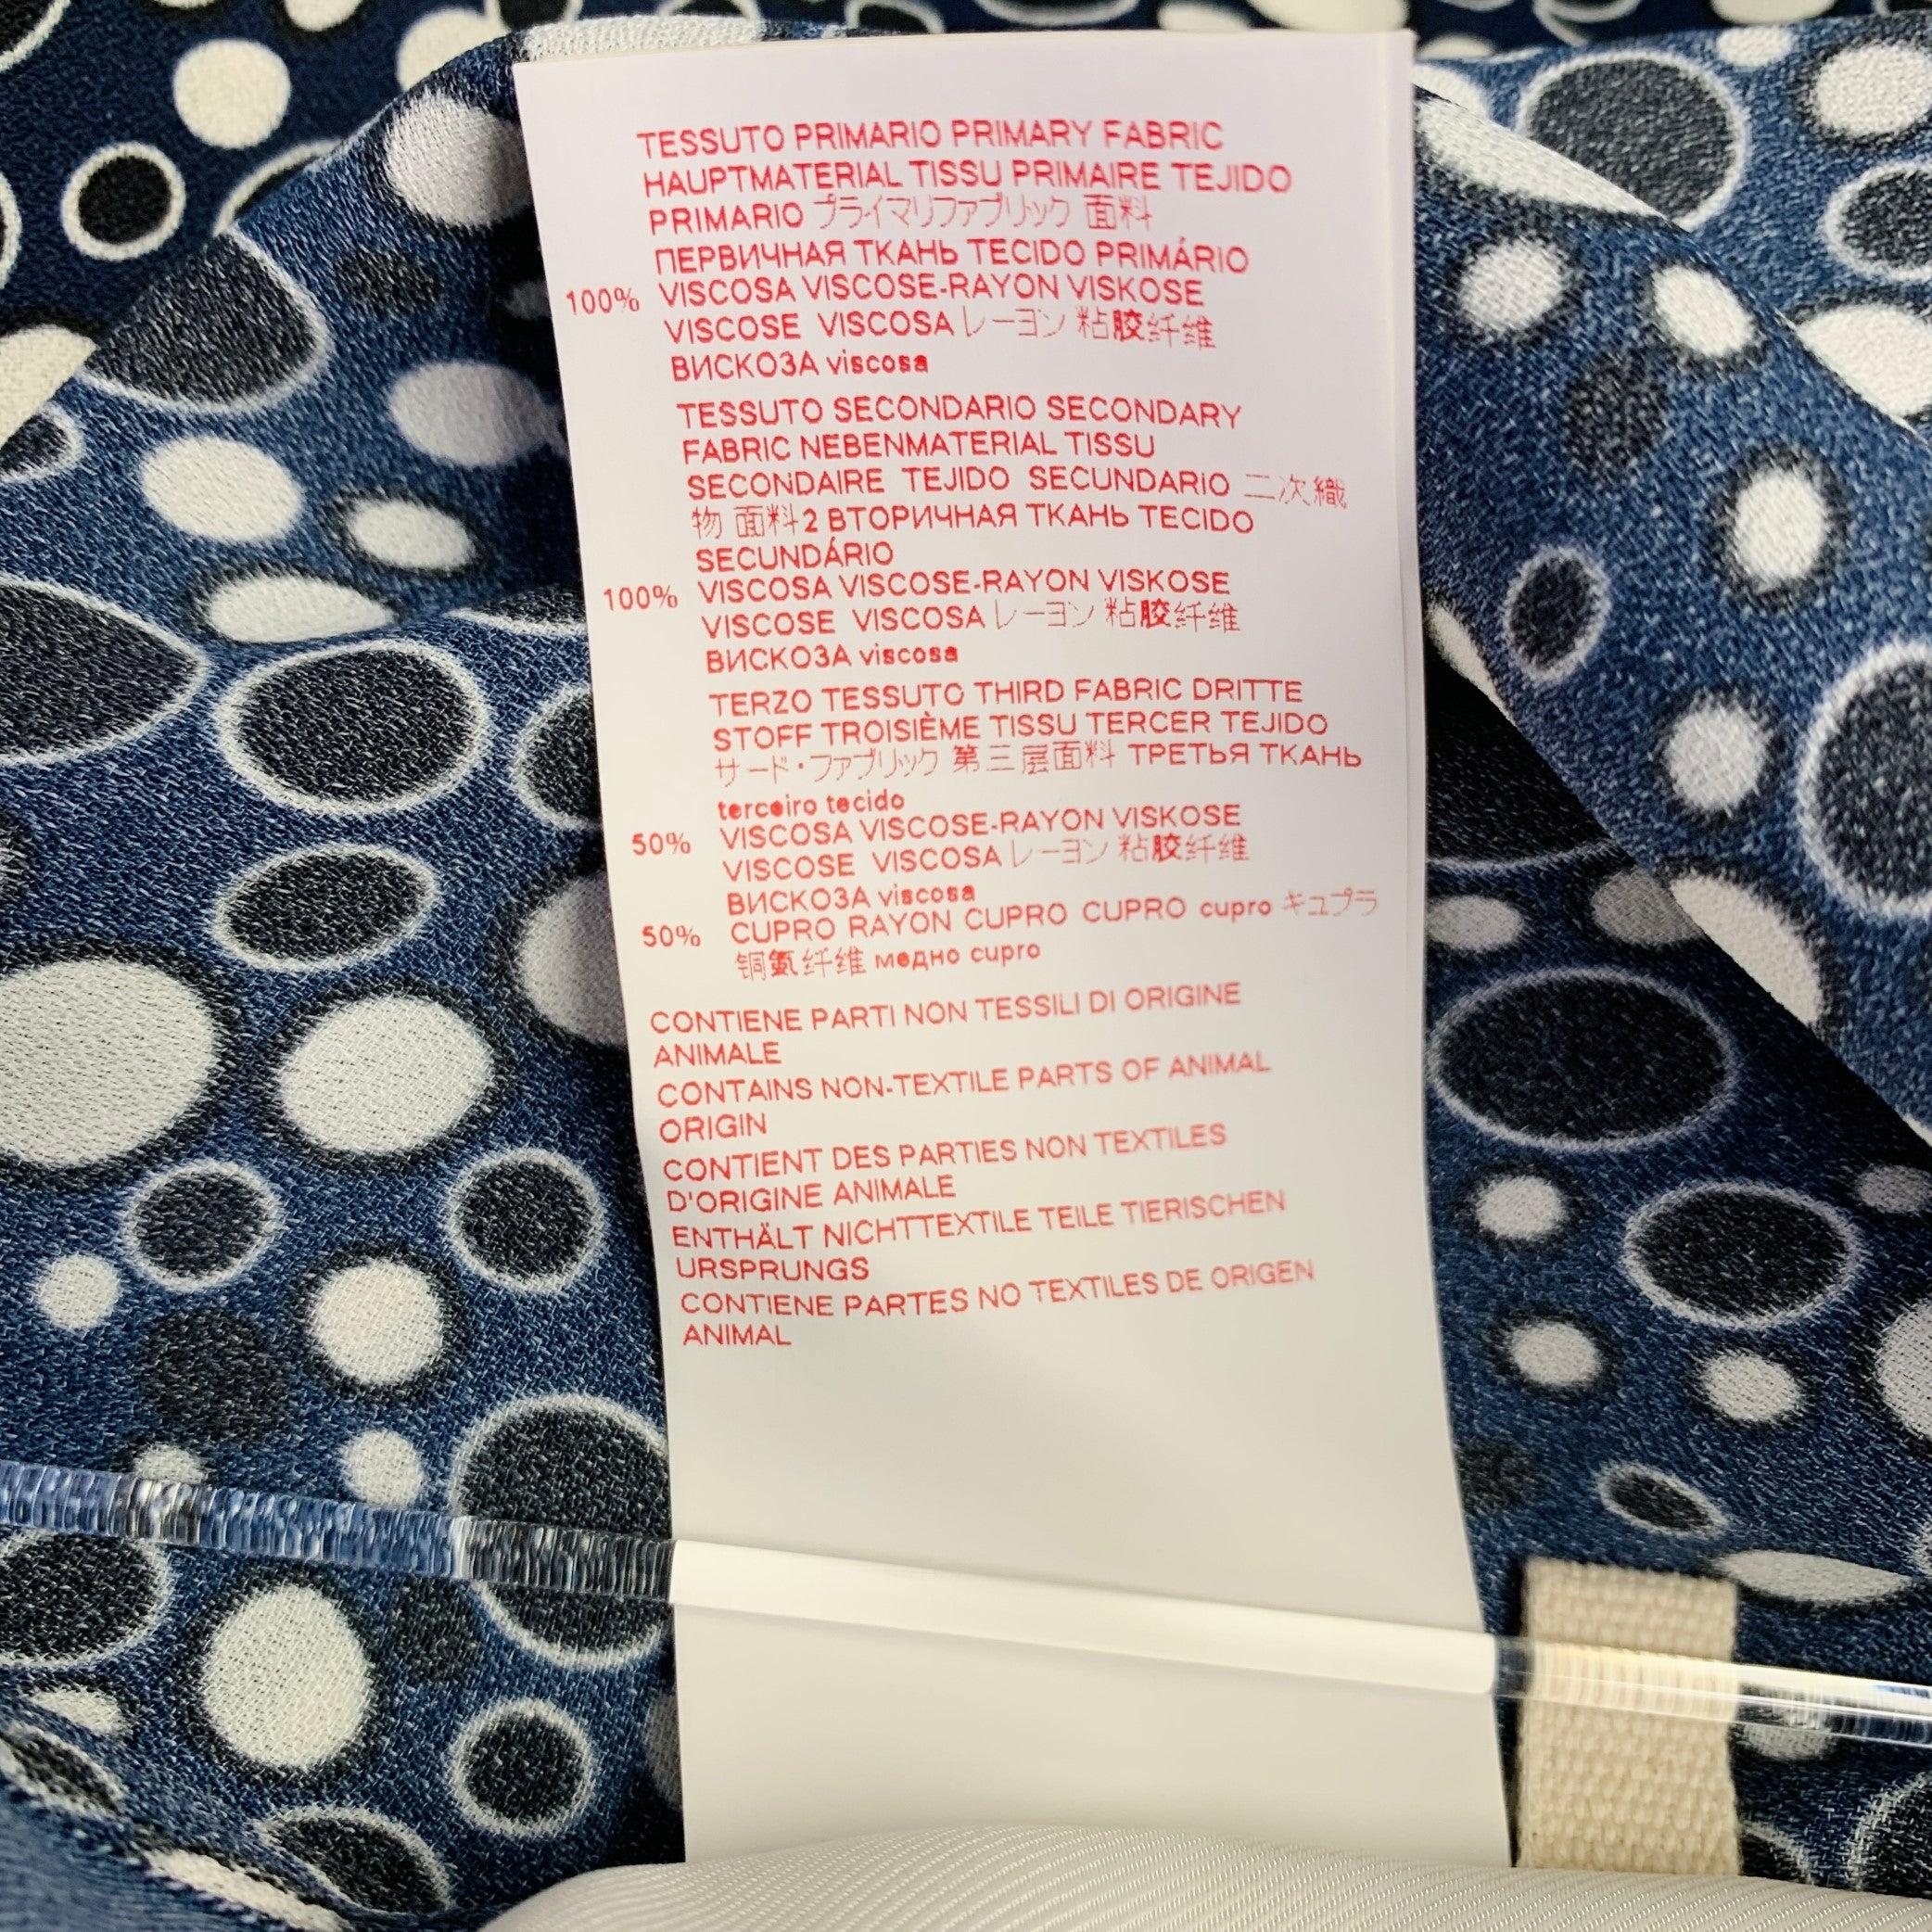 TESSUTO PRIMARIO PRIMARY FABRIC
HAUPTMATERIAL TISSU PRIMAIRE TEJIDO
PRIMARIO プライマリファブリック 面料
ПЕРВИЧНАЯ ТКАНЬ TECIDO PRIMÁRIO
100% VISCOSA VISCOSE-RAYON VISKOSE
VISCOSE VISCOSA レーヨン 粘胶纤维
ВИСКОЗА viscosa
TESSUTO SECONDARIO SECONDARY
FABRIC NEBENMATERIAL TISSU
SECONDAIRE TEJIDO SECUNDARIO 二次織
物 面料2 ВТОРИЧНАЯ ТКАНЬ TECIDO
SECUNDÁRIO
100% VISCOSA VISCOSE-RAYON VISKOSE
VISCOSE VISCOSA レーヨン 粘胶纤维
ВИСКОЗА viscosa
TERZO TESSUTO THIRD FABRIC DRITTE
STOFF TROISIÈME TISSU TERCER TEJIDO
サード・ファブリック 第三层面料 ТРЕТЬЯ ТКАНЬ
terceiro tecido
50% VISCOSA VISCOSE-RAYON VISKOSE
VISCOSE VISCOSA レーヨン 粘胶纤维
ВИСКОЗА viscosa
50% CUPRO RAYON CUPRO CUPRO cupro キュプラ
铜氨纤维 медно cupro
CONTIENE PARTI NON TESSILI DI ORIGINE
ANIMALE
CONTAINS NON-TEXTILE PARTS OF ANIMAL
ORIGIN
CONTIENT DES PARTIES NON TEXTILES
D'ORIGINE ANIMALE
ENTHÄLT NICHTTEXTILE TEILE TIERISCHEN
URSPRUNGS
CONTIENE PARTES NO TEXTILES DE ORIGEN
ANIMAL